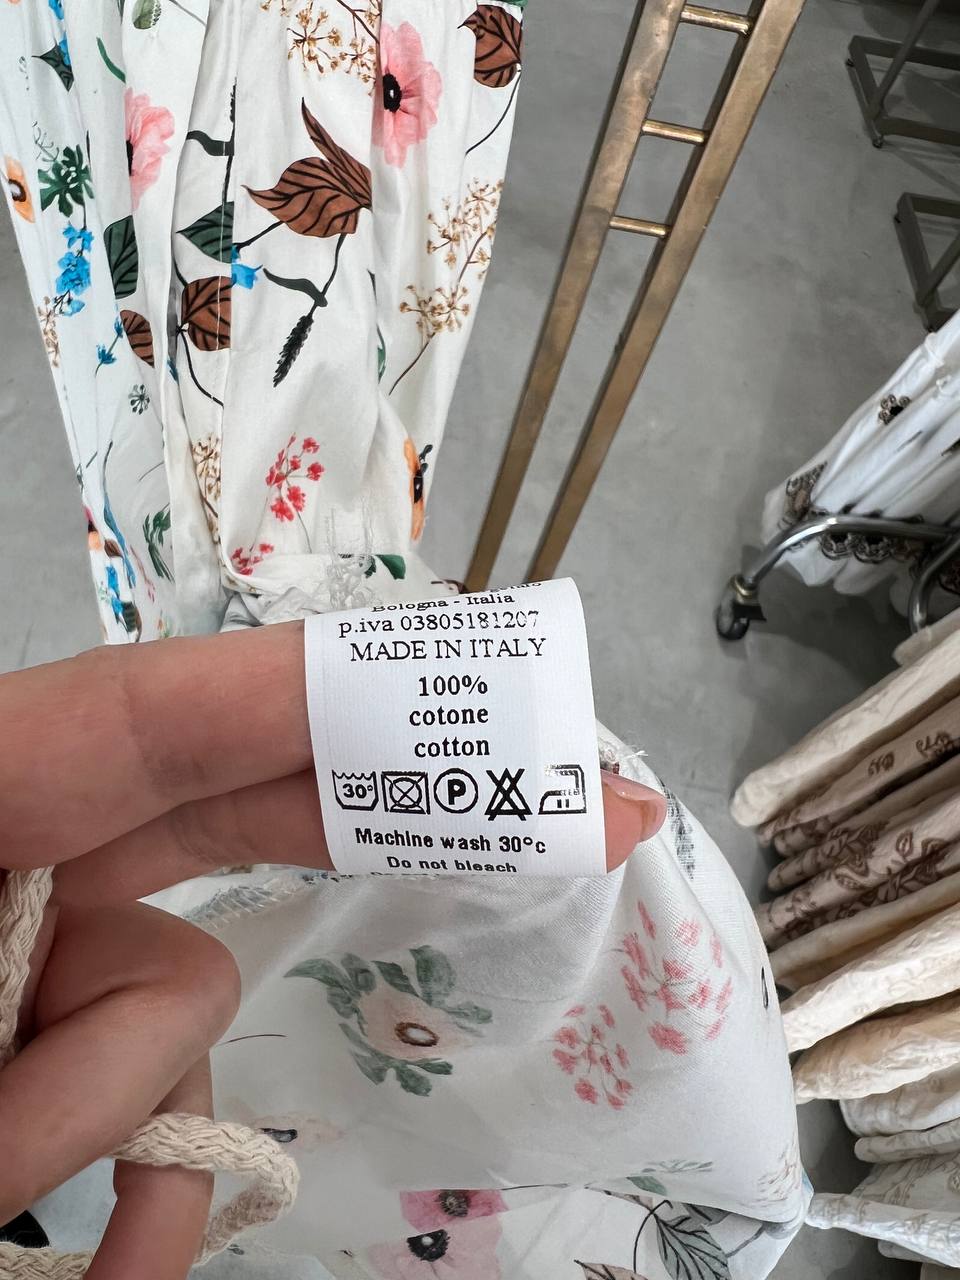 Bologna - Italia
p.iva 03805181207
MADE IN ITALY
100%
cotone
cotton
30°
P
Machine wash 30°c
Do not bleach